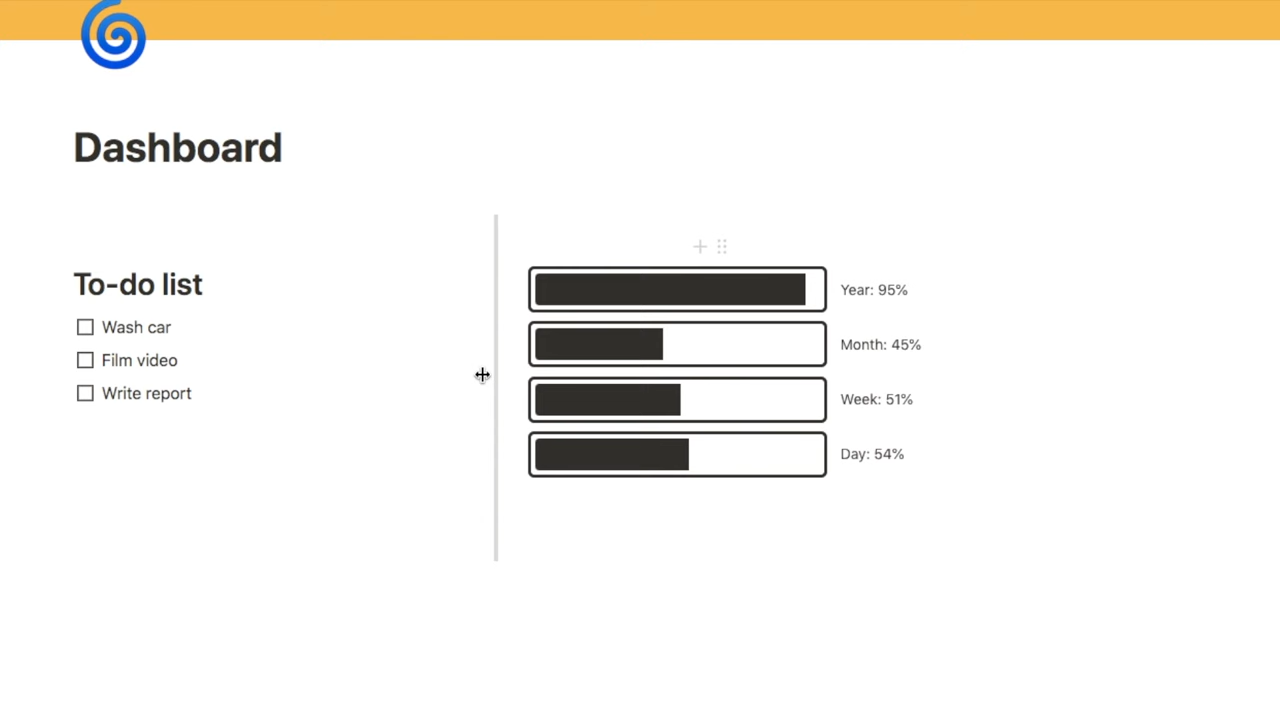 Dashboard
To-do list
Wash car
Film video
Write report
Year: 95%
Month: 45%
Week: 51%
Day: 54%